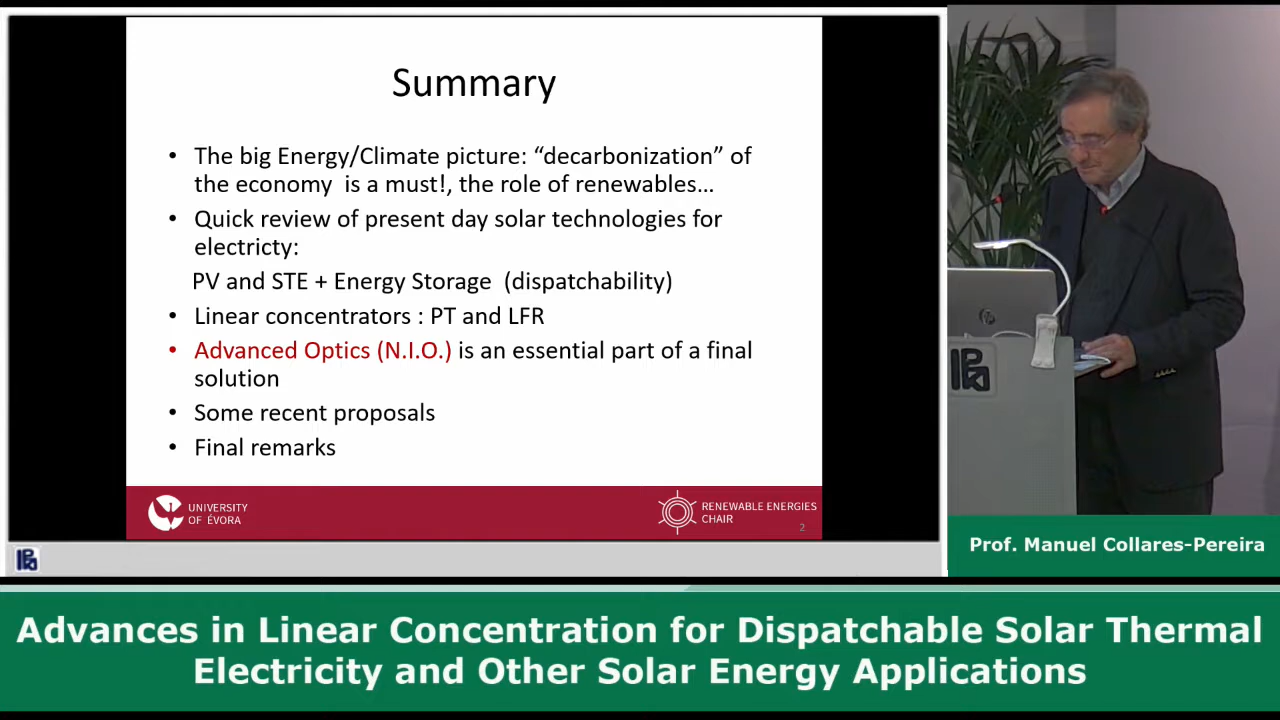 Summary
• The big Energy/Climate picture: “decarbonization” of
the economy is a must!, the role of renewables...
• Quick review of present day solar technologies for
electricty:
PV and STE + Energy Storage (dispatchability)
• Linear concentrators : PT and LFR
• Advanced Optics (N.I.O.) is an essential part of a final
solution
• Some recent proposals
• Final remarks
UNIVERSITY
OF ÉVORA
RENEWABLE ENERGIES
CHAIR
2
Prof. Manuel Collares-Pereira
Advances in Linear Concentration for Dispatchable Solar Thermal
Electricity and Other Solar Energy Applications